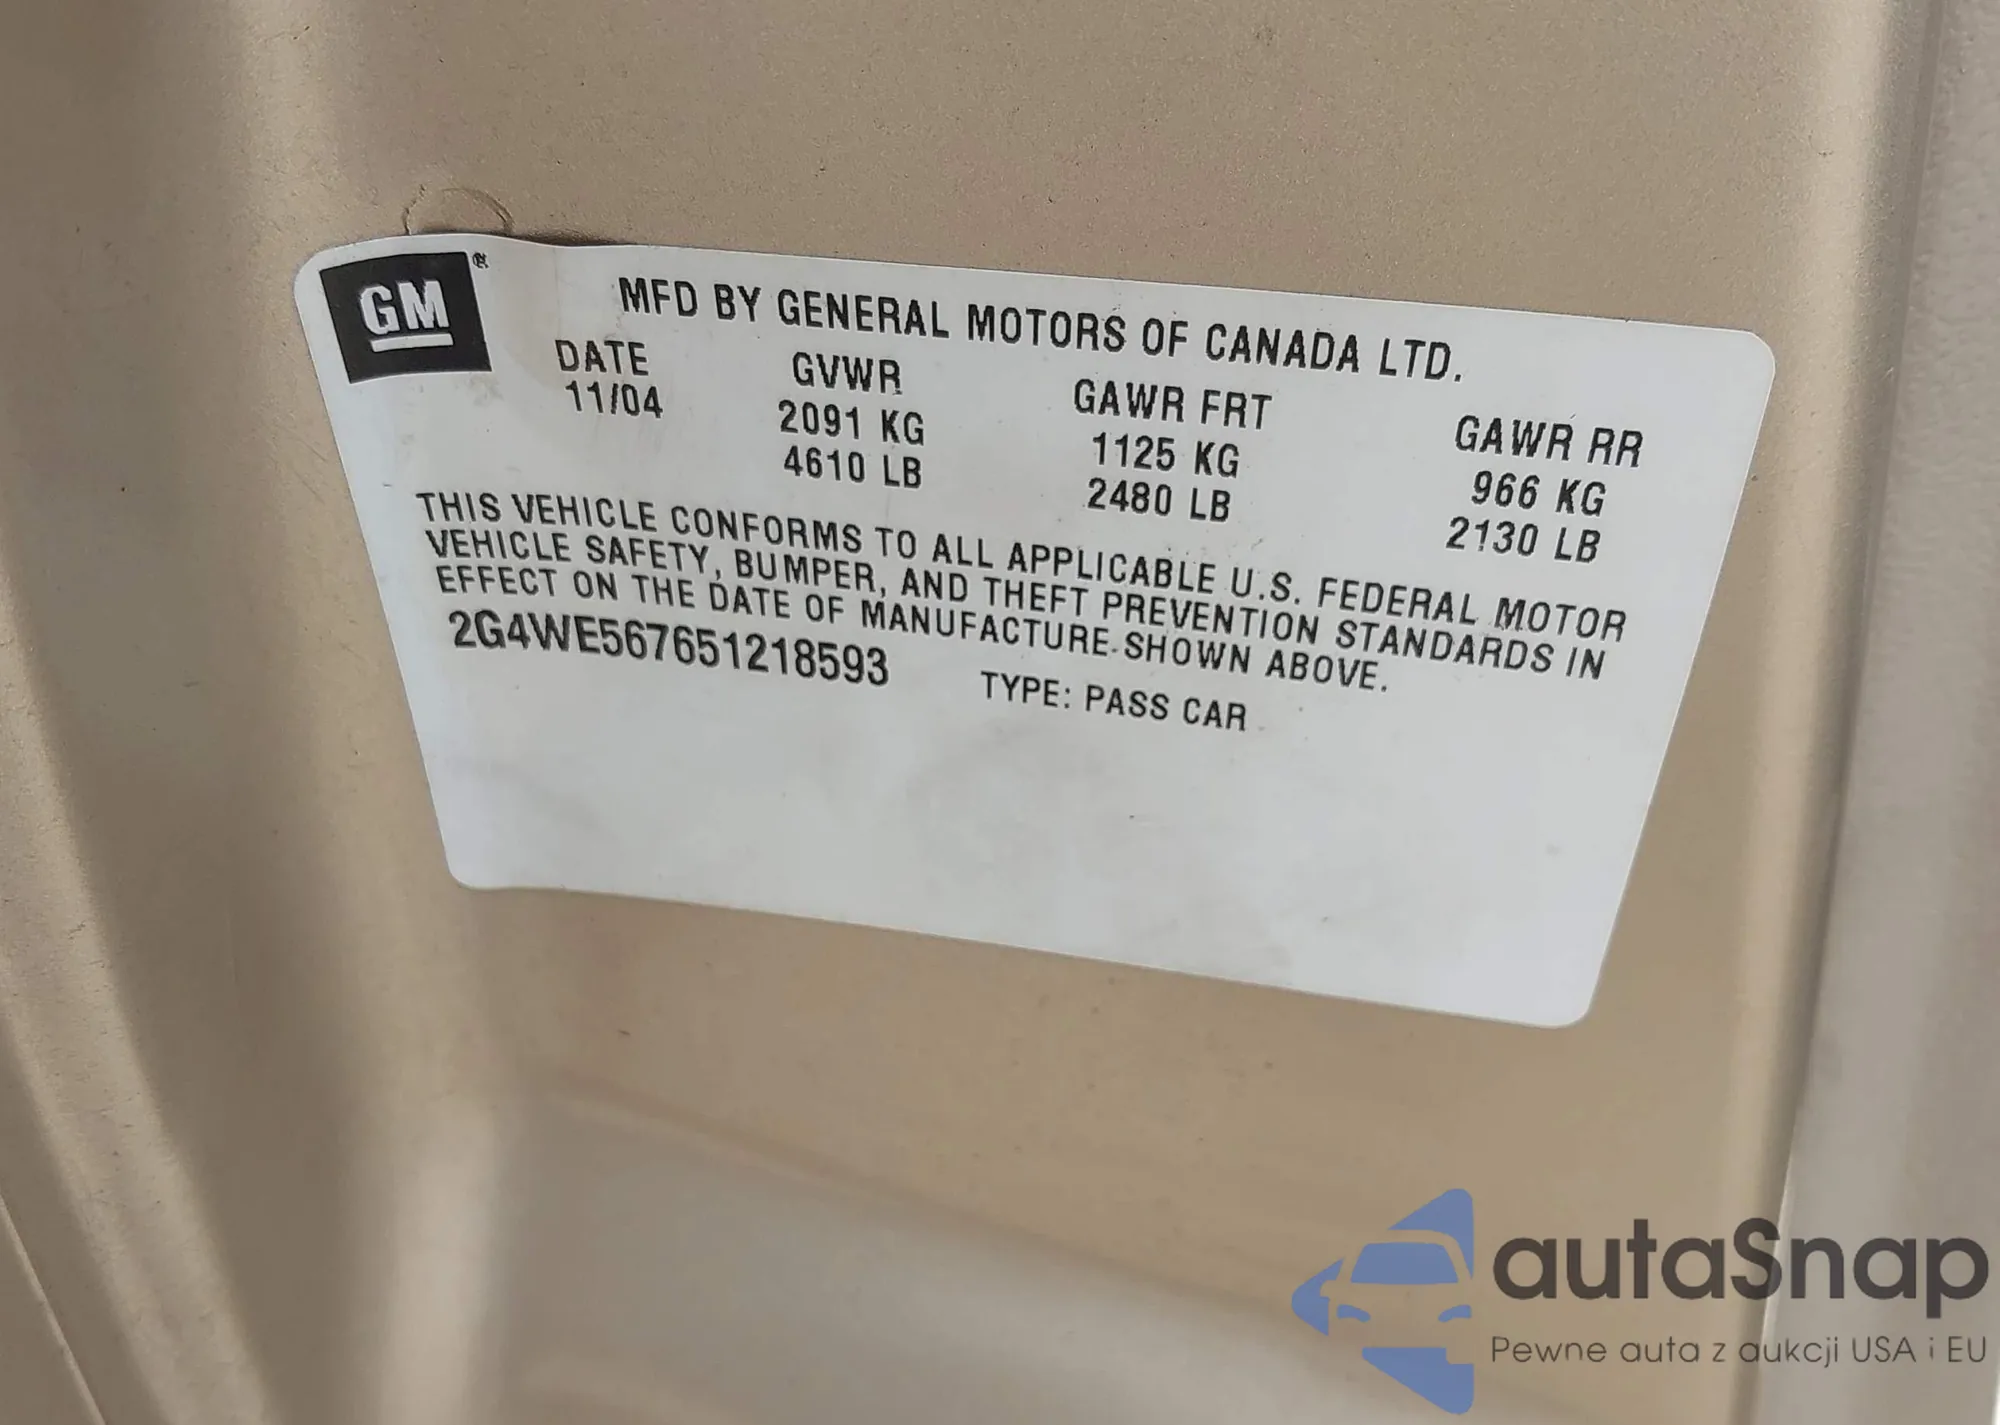 GM®
MFD BY GENERAL MOTORS OF CANADA LTD.
DATE GVWR GAWR FRT GAWR RR
11/04 2091 KG 1125 KG 966 KG
4610 LB 2480 LB 2130 LB
THIS VEHICLE CONFORMS TO ALL APPLICABLE U.S. FEDERAL MOTOR
VEHICLE SAFETY, BUMPER, AND THEFT PREVENTION STANDARDS IN
EFFECT ON THE DATE OF MANUFACTURE SHOWN ABOVE.
2G4WE567651218593 TYPE: PASS CAR
autaSnap
Pewne auta z aukcji USA i EU